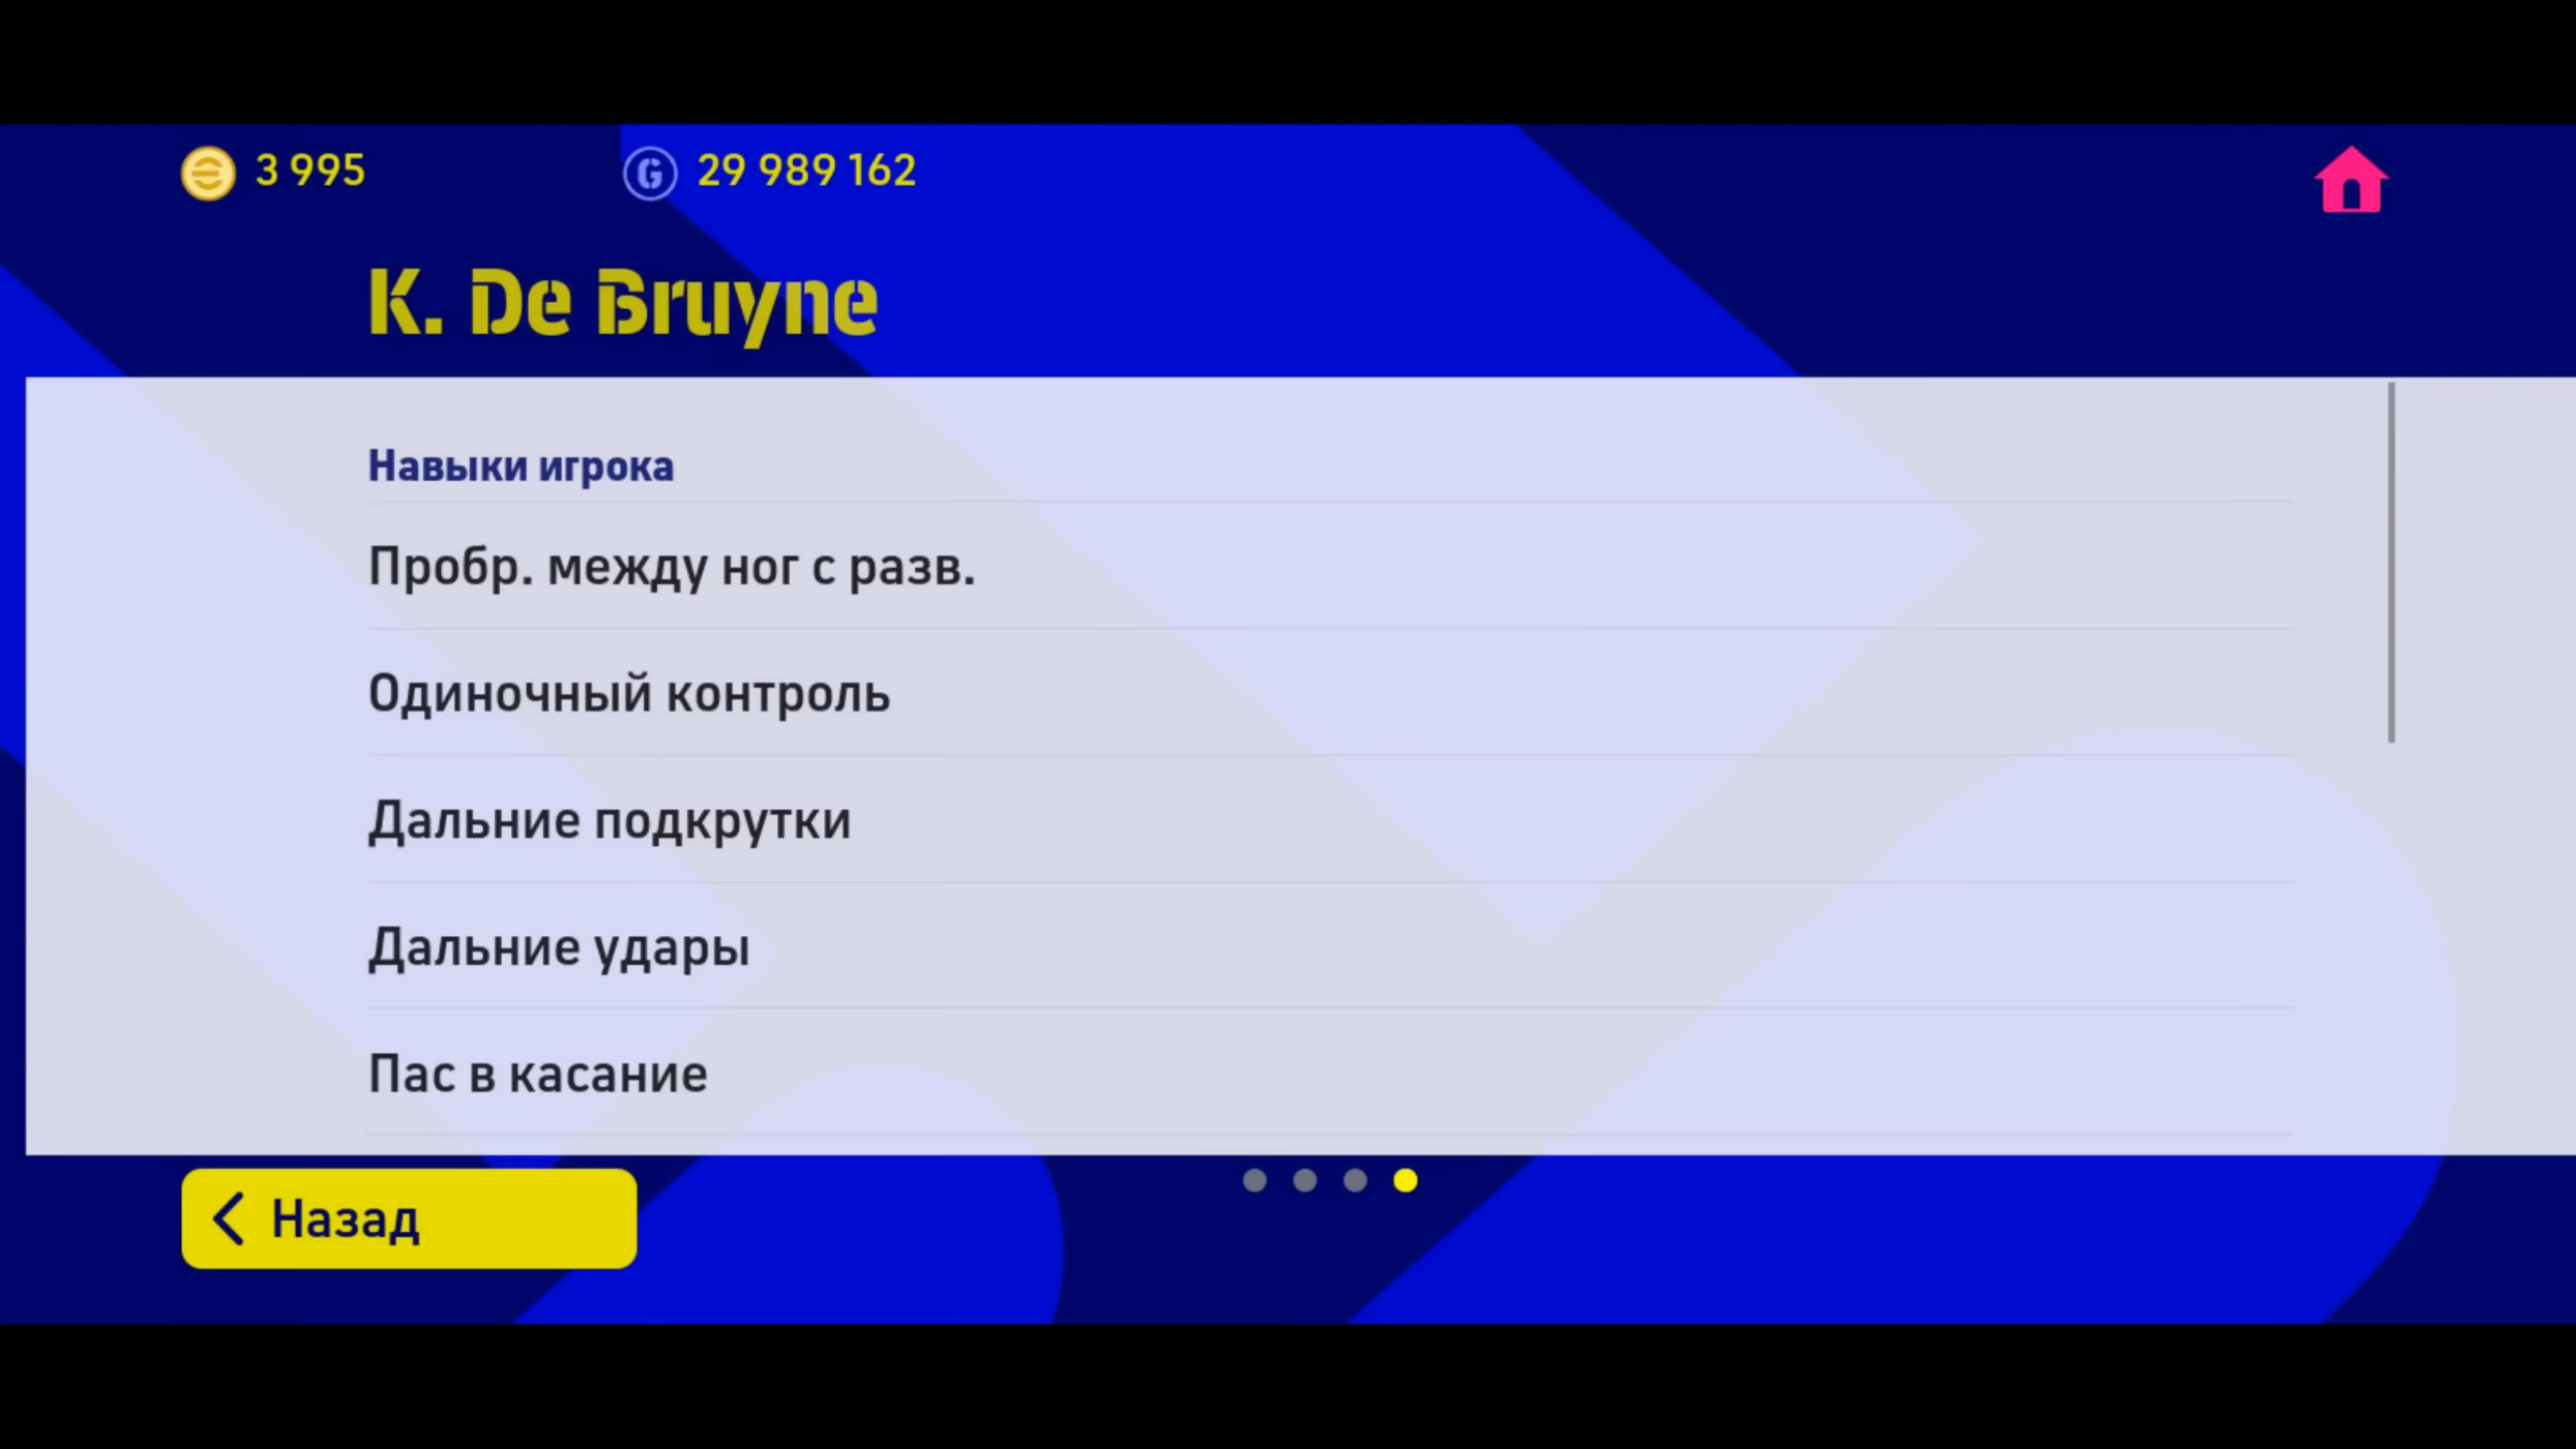 3 995
29 989 162
K. De Bruyne
Навыки игрока
Пробр. между ног с разв.
Одиночный контроль
Дальние подкрутки
Дальние удары
Пас в касание
Назад